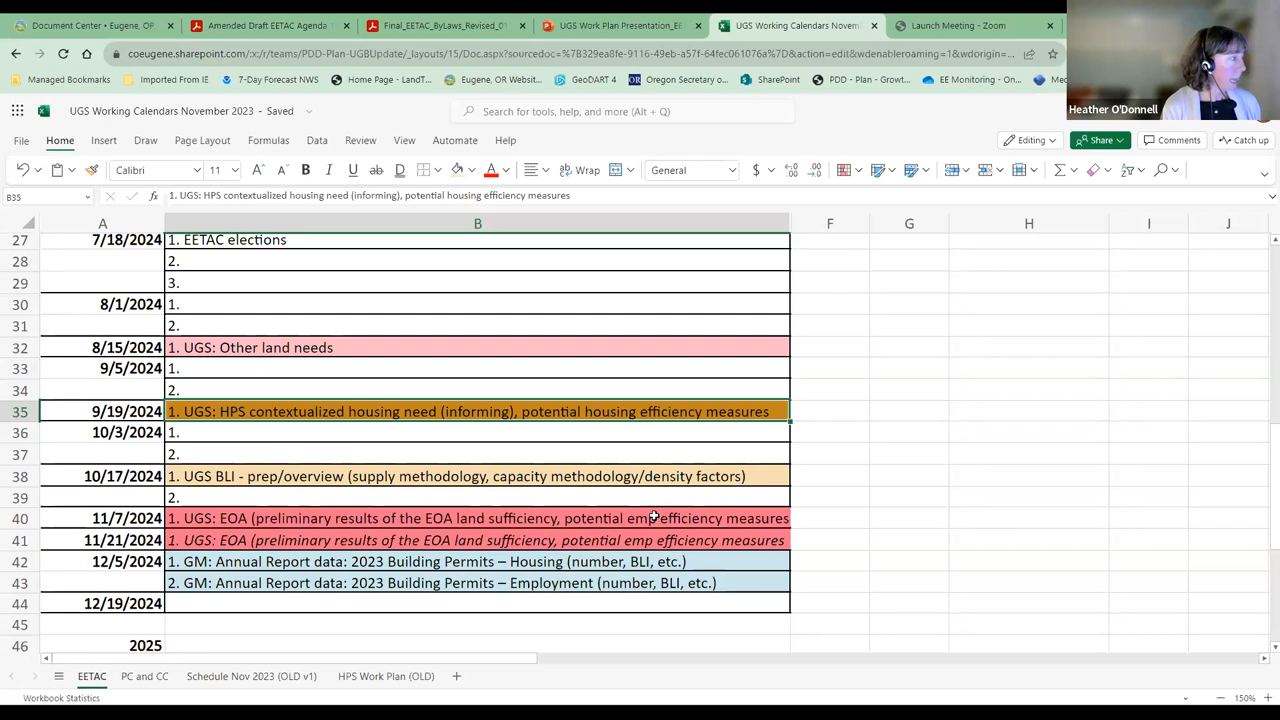 Document Center • Eugene, OR
Amended Draft EETAC Agenda
Final_EETAC_ByLaws_Revised_01
UGS Work Plan Presentation_EE
UGS Working Calendars Novem
Launch Meeting - Zoom
coeugene.sharepoint.com/:x:/r/teams/PDD-Plan-UGBUpdate/_layouts/15/Doc.aspx?sourcedoc=%7B329ea8fe-9116-49eb-a57f-64fec061076a%7D&action=edit&wdenableroaming=1&wdorigin=...
Managed Bookmarks
Imported From IE
7-Day Forecast NWS
Home Page - LandT...
Eugene, OR Websit...
GeoDART 4
Oregon Secretary o...
SharePoint
PDD - Plan - Growt...
EE Monitoring - On...
Heather O'Donnell
UGS Working Calendars November 2023 - Saved
Search for tools, help, and more (Alt + Q)
File Home Insert Draw Page Layout Formulas Data Review View Automate Help
Editing Share Comments Catch up
Calibri 11 Wrap General
B35 1. UGS: HPS contextualized housing need (informing), potential housing efficiency measures
A B F G H I J
27 7/18/2024 1. EETAC elections
28 2.
29 3.
30 8/1/2024 1.
31 2.
32 8/15/2024 1. UGS: Other land needs
33 9/5/2024 1.
34 2.
35 9/19/2024 1. UGS: HPS contextualized housing need (informing), potential housing efficiency measures
36 10/3/2024 1.
37 2.
38 10/17/2024 1. UGS BLI - prep/overview (supply methodology, capacity methodology/density factors)
39 2.
40 11/7/2024 1. UGS: EOA (preliminary results of the EOA land sufficiency, potential emp efficiency measures
41 11/21/2024 1. UGS: EOA (preliminary results of the EOA land sufficiency, potential emp efficiency measures
42 12/5/2024 1. GM: Annual Report data: 2023 Building Permits – Housing (number, BLI, etc.)
43 2. GM: Annual Report data: 2023 Building Permits – Employment (number, BLI, etc.)
44 12/19/2024
45
46 2025
EETAC PC and CC Schedule Nov 2023 (OLD v1) HPS Work Plan (OLD)
Workbook Statistics 150%